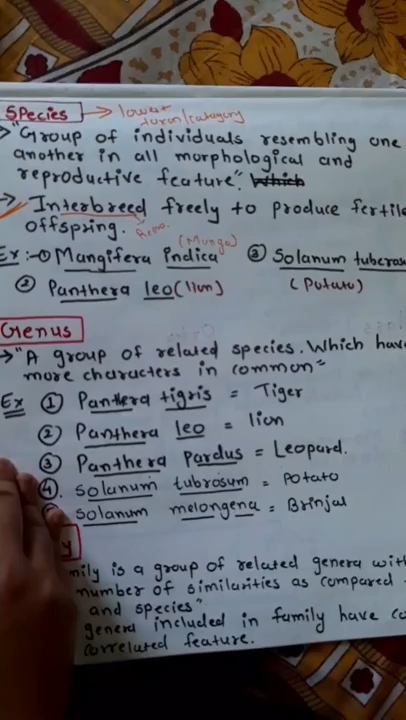 Species → lowest
taxon/category
→ "Group of individuals resembling one
another in all morphological and
reproductive feature". Which
→ Interbreed freely to produce fertile
offspring.
Ex:- ① Mangifera indica (Mango) ③ Solanum tuberos
② Panthera leo (lion) (Potato)
Genus
→ "A group of related species. Which have
more characters in common"
Ex ① Panthera tigris = Tiger
② Panthera leo = lion
③ Panthera Pardus = Leopard.
④. Solanum tubrosum = Potato
Solanum melongena = Brinjal
y
mily is a group of related genera with
number of similarities as compared
and species"
genera included in family have co
correlated feature.